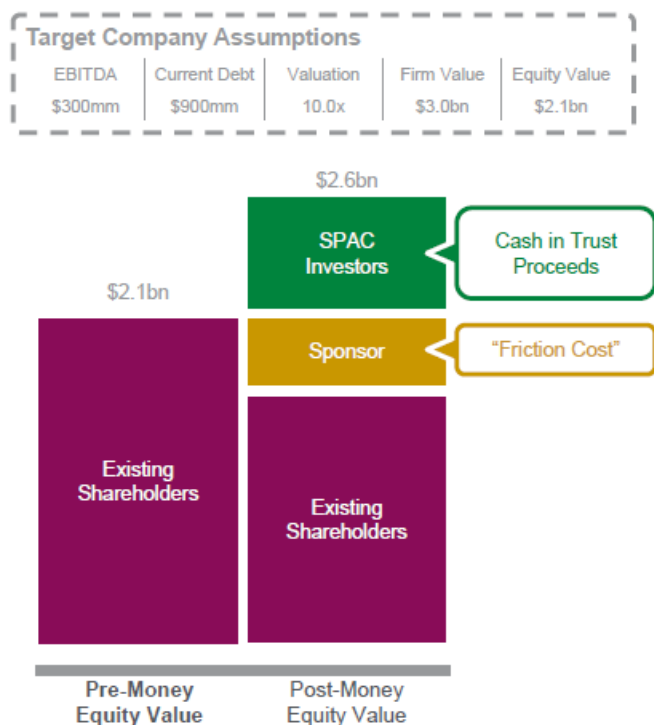 Target Company Assumptions
EBITDA Current Debt Valuation Firm Value Equity Value
$300mm $900mm 10.0x $3.0bn $2.1bn
$2.6bn
SPAC
Investors
Cash in Trust
Proceeds
$2.1bn
Sponsor
“Friction Cost”
Existing
Shareholders
Existing
Shareholders
Pre-Money
Equity Value
Post-Money
Equity Value